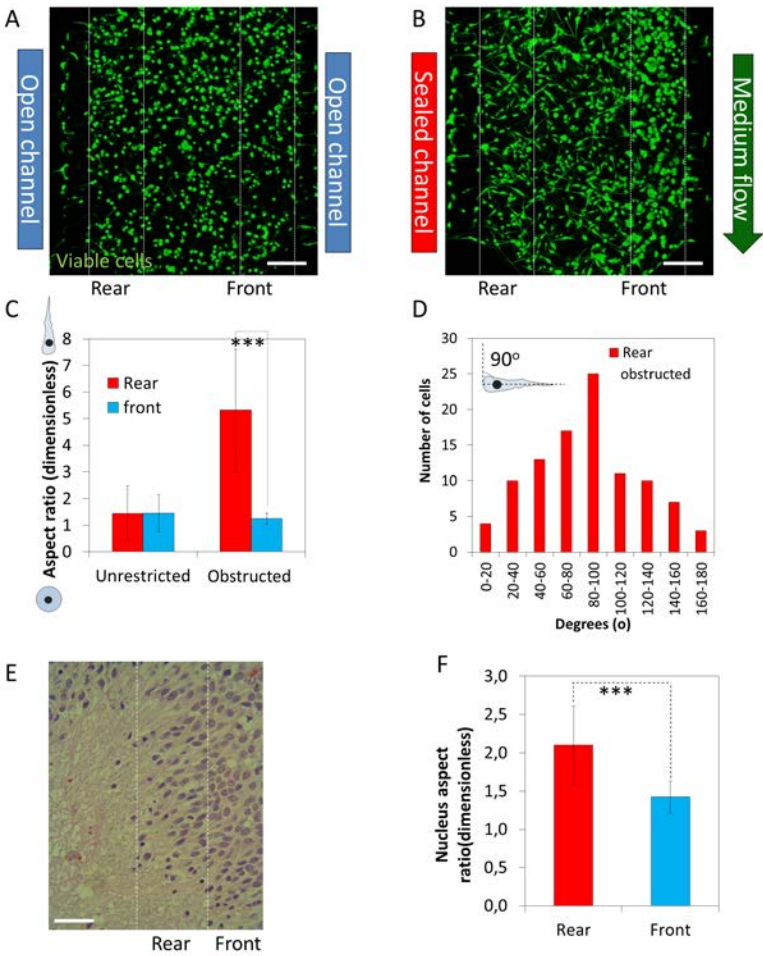 A
Open channel
Open channel
Viable cells
Rear
Front
B
Sealed channel
Medium flow
Rear
Front
C
Aspect ratio (dimensionless)
8
7
6
5
4
3
2
1
0
***
Rear
front
Unrestricted
Obstructed
D
Number of cells
30
25
20
15
10
5
0
90º
Rear
obstructed
0-20
20-40
40-60
60-80
80-100
100-120
120-140
140-160
160-180
Degrees (o)
E
Rear
Front
F
Nucleus aspect
ratio(dimensionless)
3,0
2,5
2,0
1,5
1,0
0,5
0,0
***
Rear
Front